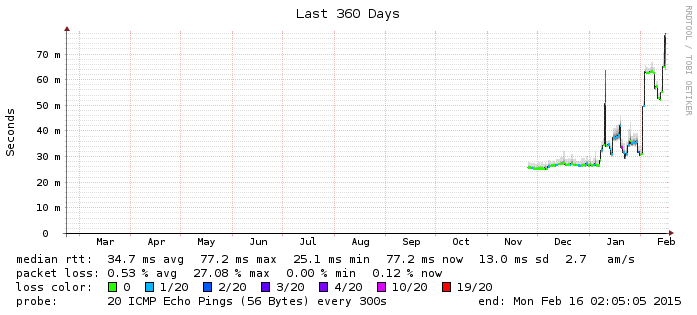 Last 360 Days
RRDTOOL / TOBI OETIKER
Seconds
70 m
60 m
50 m
40 m
30 m
20 m
10 m
0
Mar Apr May Jun Jul Aug Sep Oct Nov Dec Jan Feb
median rtt: 34.7 ms avg 77.2 ms max 25.1 ms min 77.2 ms now 13.0 ms sd 2.7 am/s
packet loss: 0.53 % avg 27.08 % max 0.00 % min 0.12 % now
loss color: 0 1/20 2/20 3/20 4/20 10/20 19/20
probe: 20 ICMP Echo Pings (56 Bytes) every 300s end: Mon Feb 16 02:05:05 2015